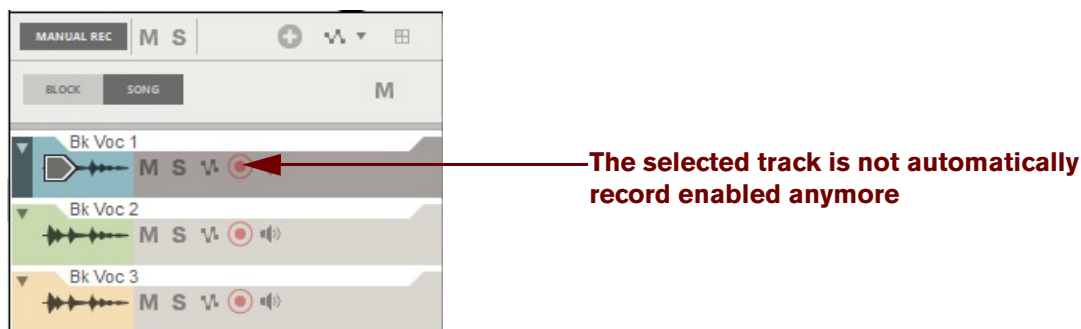 MANUAL REC M S
BLOCK SONG M
Bk Voc 1
M S
Bk Voc 2
M S
Bk Voc 3
M S
The selected track is not automatically
record enabled anymore